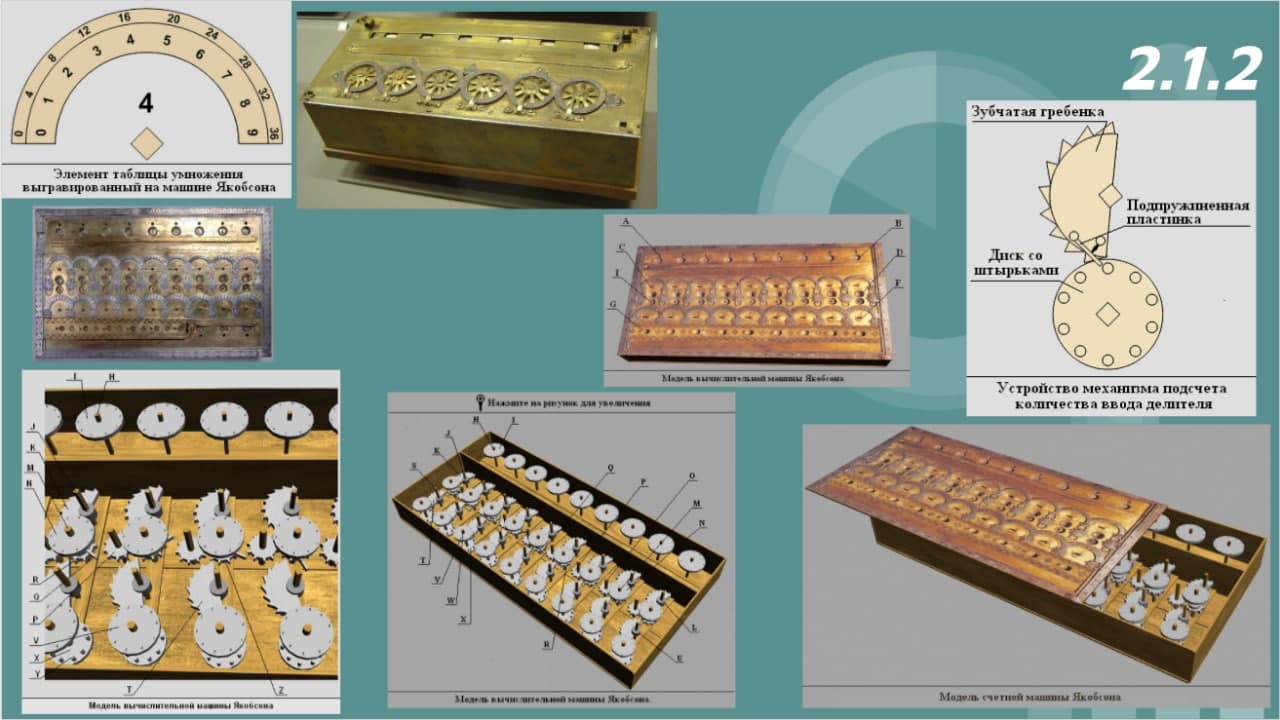 2.1.2
0 4 8 12 16 20 24 28 32 36
0 1 2 3 4 5 6 7 8 9
4
Элемент таблицы умножения
выгравированный на машине Якобсона
Зубчатая гребенка
Подпружиненная
пластинка
Диск со
штырьками
Устройство механизма подсчета
количества ввода делителя
A
B
C
D
I
F
G
Модель вычислительной машины Якобсона
I H
J
K
M
N
R
O
P
V
X
Y
T
Z
Модель вычислительной машины Якобсона
Нажмите на рисунок для увеличения
H I
J
K
S
Q
P
O
M
N
T
V
W
X
R
L
E
Модель вычислительной машины Якобсона.
Модель счетной машины Якобсона